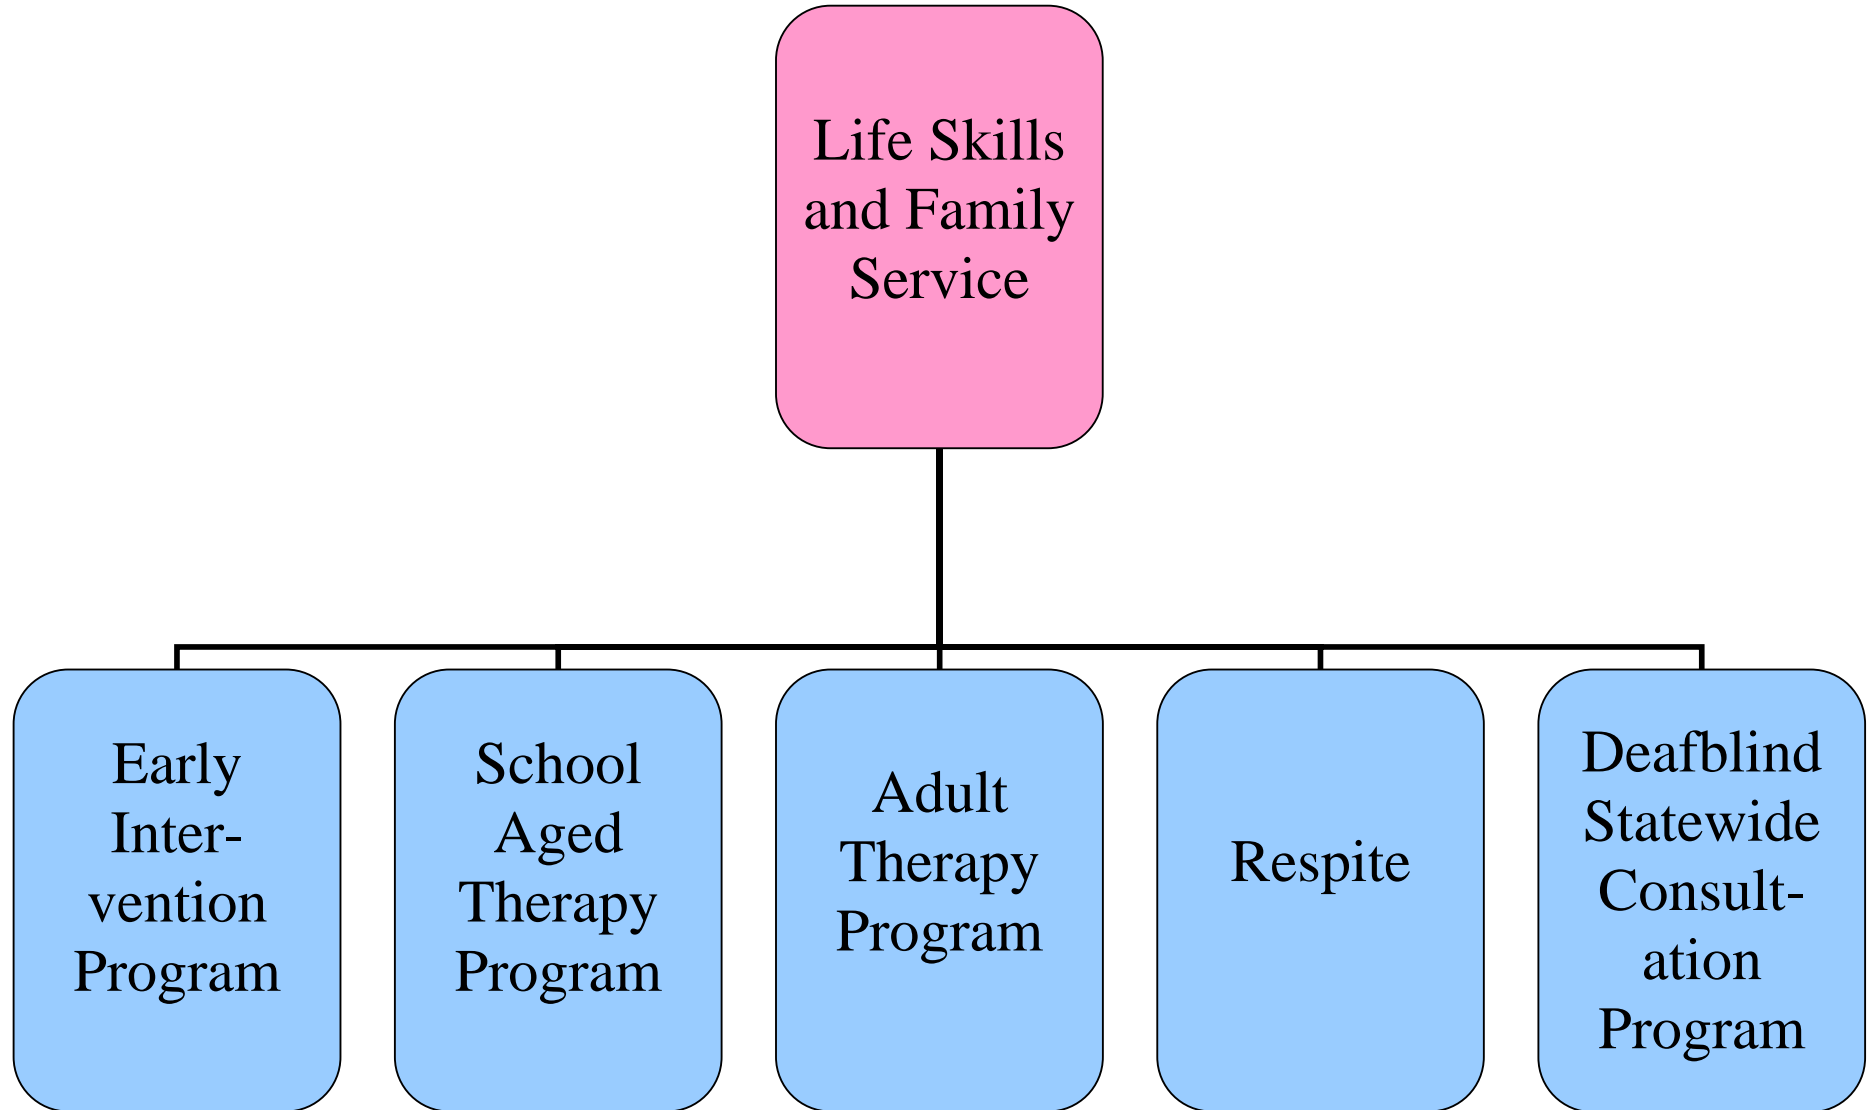 Life Skills
and Family
Service
Early
Inter-
vention
Program
School
Aged
Therapy
Program
Adult
Therapy
Program
Respite
Deafblind
Statewide
Consult-
ation
Program